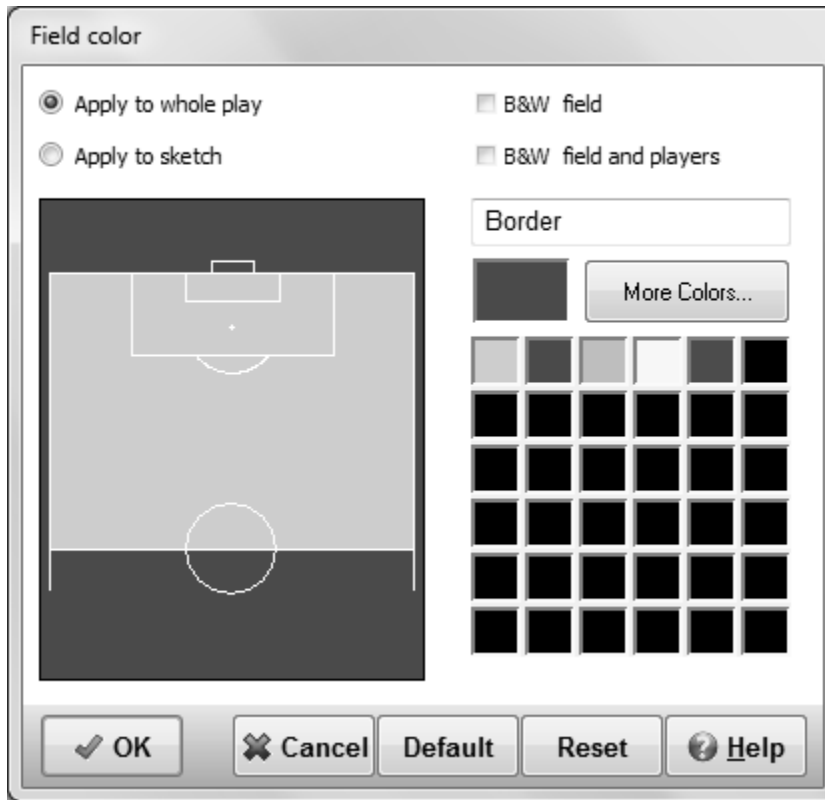 Field color
Apply to whole play
B&W field
Apply to sketch
B&W field and players
Border
More Colors...
OK
Cancel
Default
Reset
Help